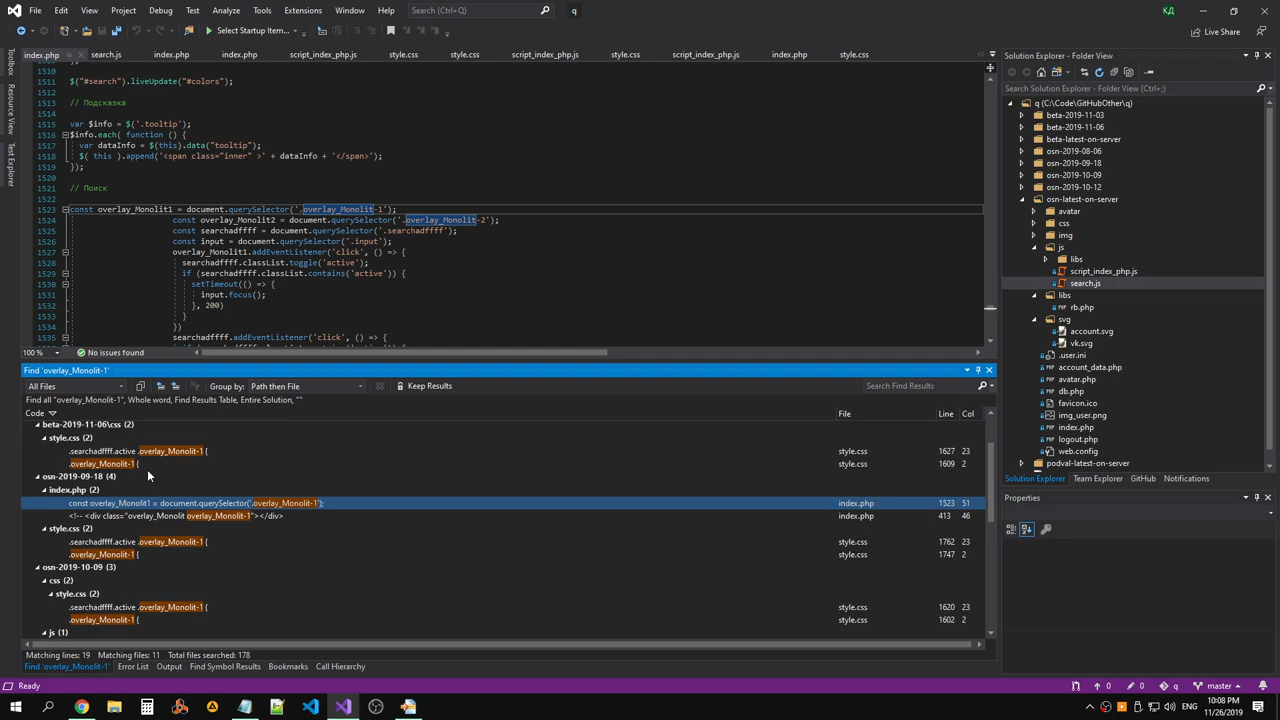 File Edit View Project Debug Test Analyze Tools Extensions Window Help Search (Ctrl+Q) q КД
Select Startup Item... Live Share
index.php search.js index.php index.php script_index_php.js style.css style.css script_index_php.js style.css script_index_php.js index.php style.css
Toolbox
Resource View
Test Explorer
1510 };
1511 $("#search").liveUpdate("#colors");
1512
1513 // Подсказка
1514
1515 var $info = $('.tooltip');
1516 $info.each( function () {
1517 var dataInfo = $(this).data("tooltip");
1518 $( this ).append('<span class="inner" >' + dataInfo + '</span>');
1519 });
1520
1521 // Поиск
1522
1523 const overlay_Monolit1 = document.querySelector('.overlay_Monolit-1');
1524 const overlay_Monolit2 = document.querySelector('.overlay_Monolit-2');
1525 const searchadffff = document.querySelector('.searchadffff');
1526 const input = document.querySelector('.input');
1527 overlay_Monolit1.addEventListener('click', () => {
1528 searchadffff.classList.toggle('active');
1529 if (searchadffff.classList.contains('active')) {
1530 setTimeout(() => {
1531 input.focus();
1532 }, 200)
1533 }
1534 })
1535 searchadffff.addEventListener('click', () => {
100 % No issues found
Find 'overlay_Monolit-1'
All Files Group by: Path then File Keep Results Search Find Results
Find all "overlay_Monolit-1", Whole word, Find Results Table, Entire Solution, ""
Code File Line Col
beta-2019-11-06\css (2)
style.css (2)
.searchadffff.active .overlay_Monolit-1 { style.css 1627 23
.overlay_Monolit-1 { style.css 1609 2
osn-2019-09-18 (4)
index.php (2)
const overlay_Monolit1 = document.querySelector('.overlay_Monolit-1'); index.php 1523 51
<!-- <div class="overlay_Monolit overlay_Monolit-1"></div> index.php 413 46
style.css (2)
.searchadffff.active .overlay_Monolit-1 { style.css 1762 23
.overlay_Monolit-1 { style.css 1747 2
osn-2019-10-09 (3)
css (2)
style.css (2)
.searchadffff.active .overlay_Monolit-1 { style.css 1620 23
.overlay_Monolit-1 { style.css 1602 2
js (1)
Matching lines: 19 Matching files: 11 Total files searched: 178
Find 'overlay_Monolit-1' Error List Output Find Symbol Results Bookmarks Call Hierarchy
Solution Explorer - Folder View
Search Solution Explorer - Folder View (Ctrl+;)
q (C:\Code\GitHubOther\q)
beta-2019-11-03
beta-2019-11-06
beta-latest-on-server
osn-2019-08-06
osn-2019-09-18
osn-2019-10-09
osn-2019-10-12
osn-latest-on-server
avatar
css
img
js
libs
script_index_php.js
search.js
libs
rb.php
svg
account.svg
vk.svg
.user.ini
account_data.php
avatar.php
db.php
favicon.ico
img_user.png
index.php
logout.php
web.config
podval-latest-on-server
Solution Explorer Team Explorer GitHub Notifications
Properties
Ready 0 0 q master
ENG 10:08 PM
11/26/2019